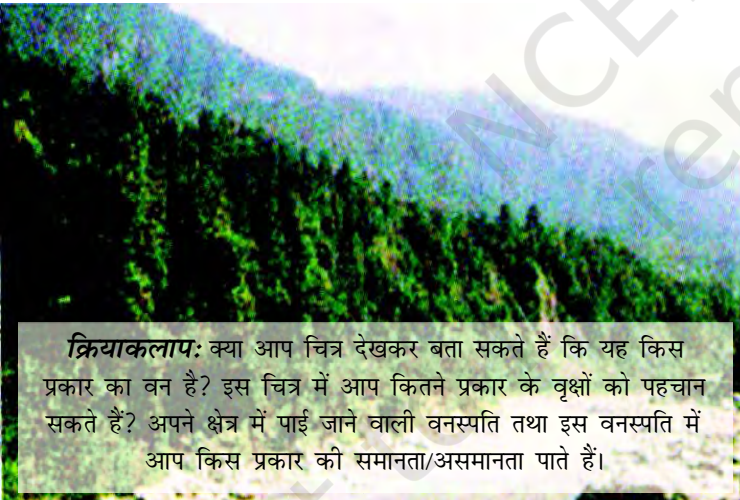 क्रियाकलाप: क्या आप चित्र देखकर बता सकते हैं कि यह किस
प्रकार का वन है? इस चित्र में आप कितने प्रकार के वृक्षों को पहचान
सकते हैं? अपने क्षेत्र में पाई जाने वाली वनस्पति तथा इस वनस्पति में
आप किस प्रकार की समानता/असमानता पाते हैं।